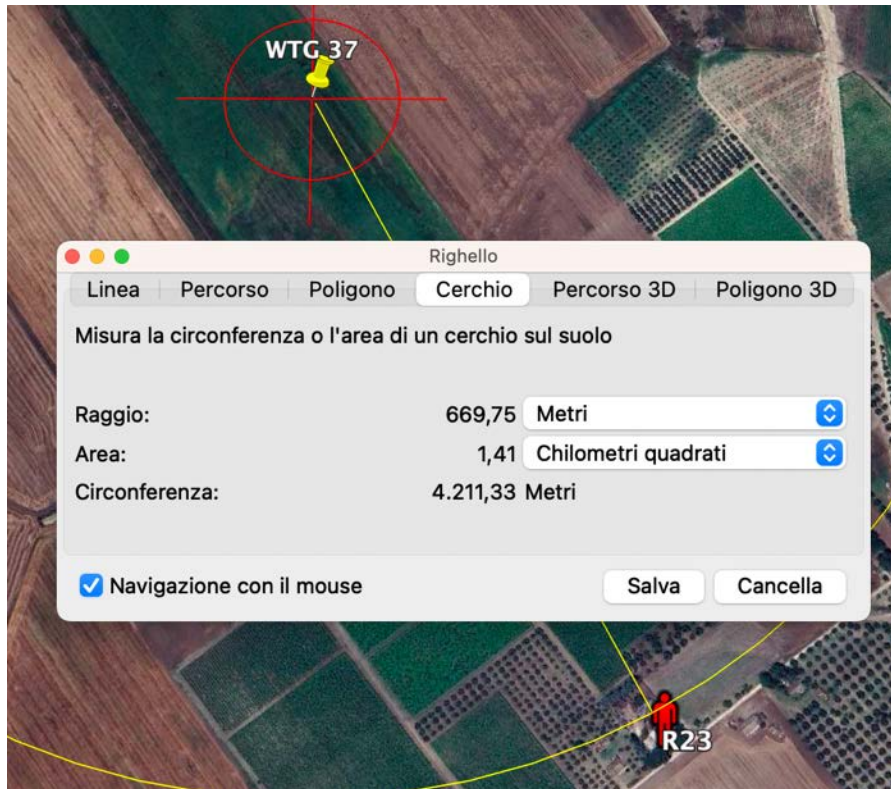 WTG 37
Righello
Linea Percorso Poligono Cerchio Percorso 3D Poligono 3D
Misura la circonferenza o l'area di un cerchio sul suolo
Raggio: 669,75 Metri
Area: 1,41 Chilometri quadrati
Circonferenza: 4.211,33 Metri
Navigazione con il mouse Salva Cancella
R23